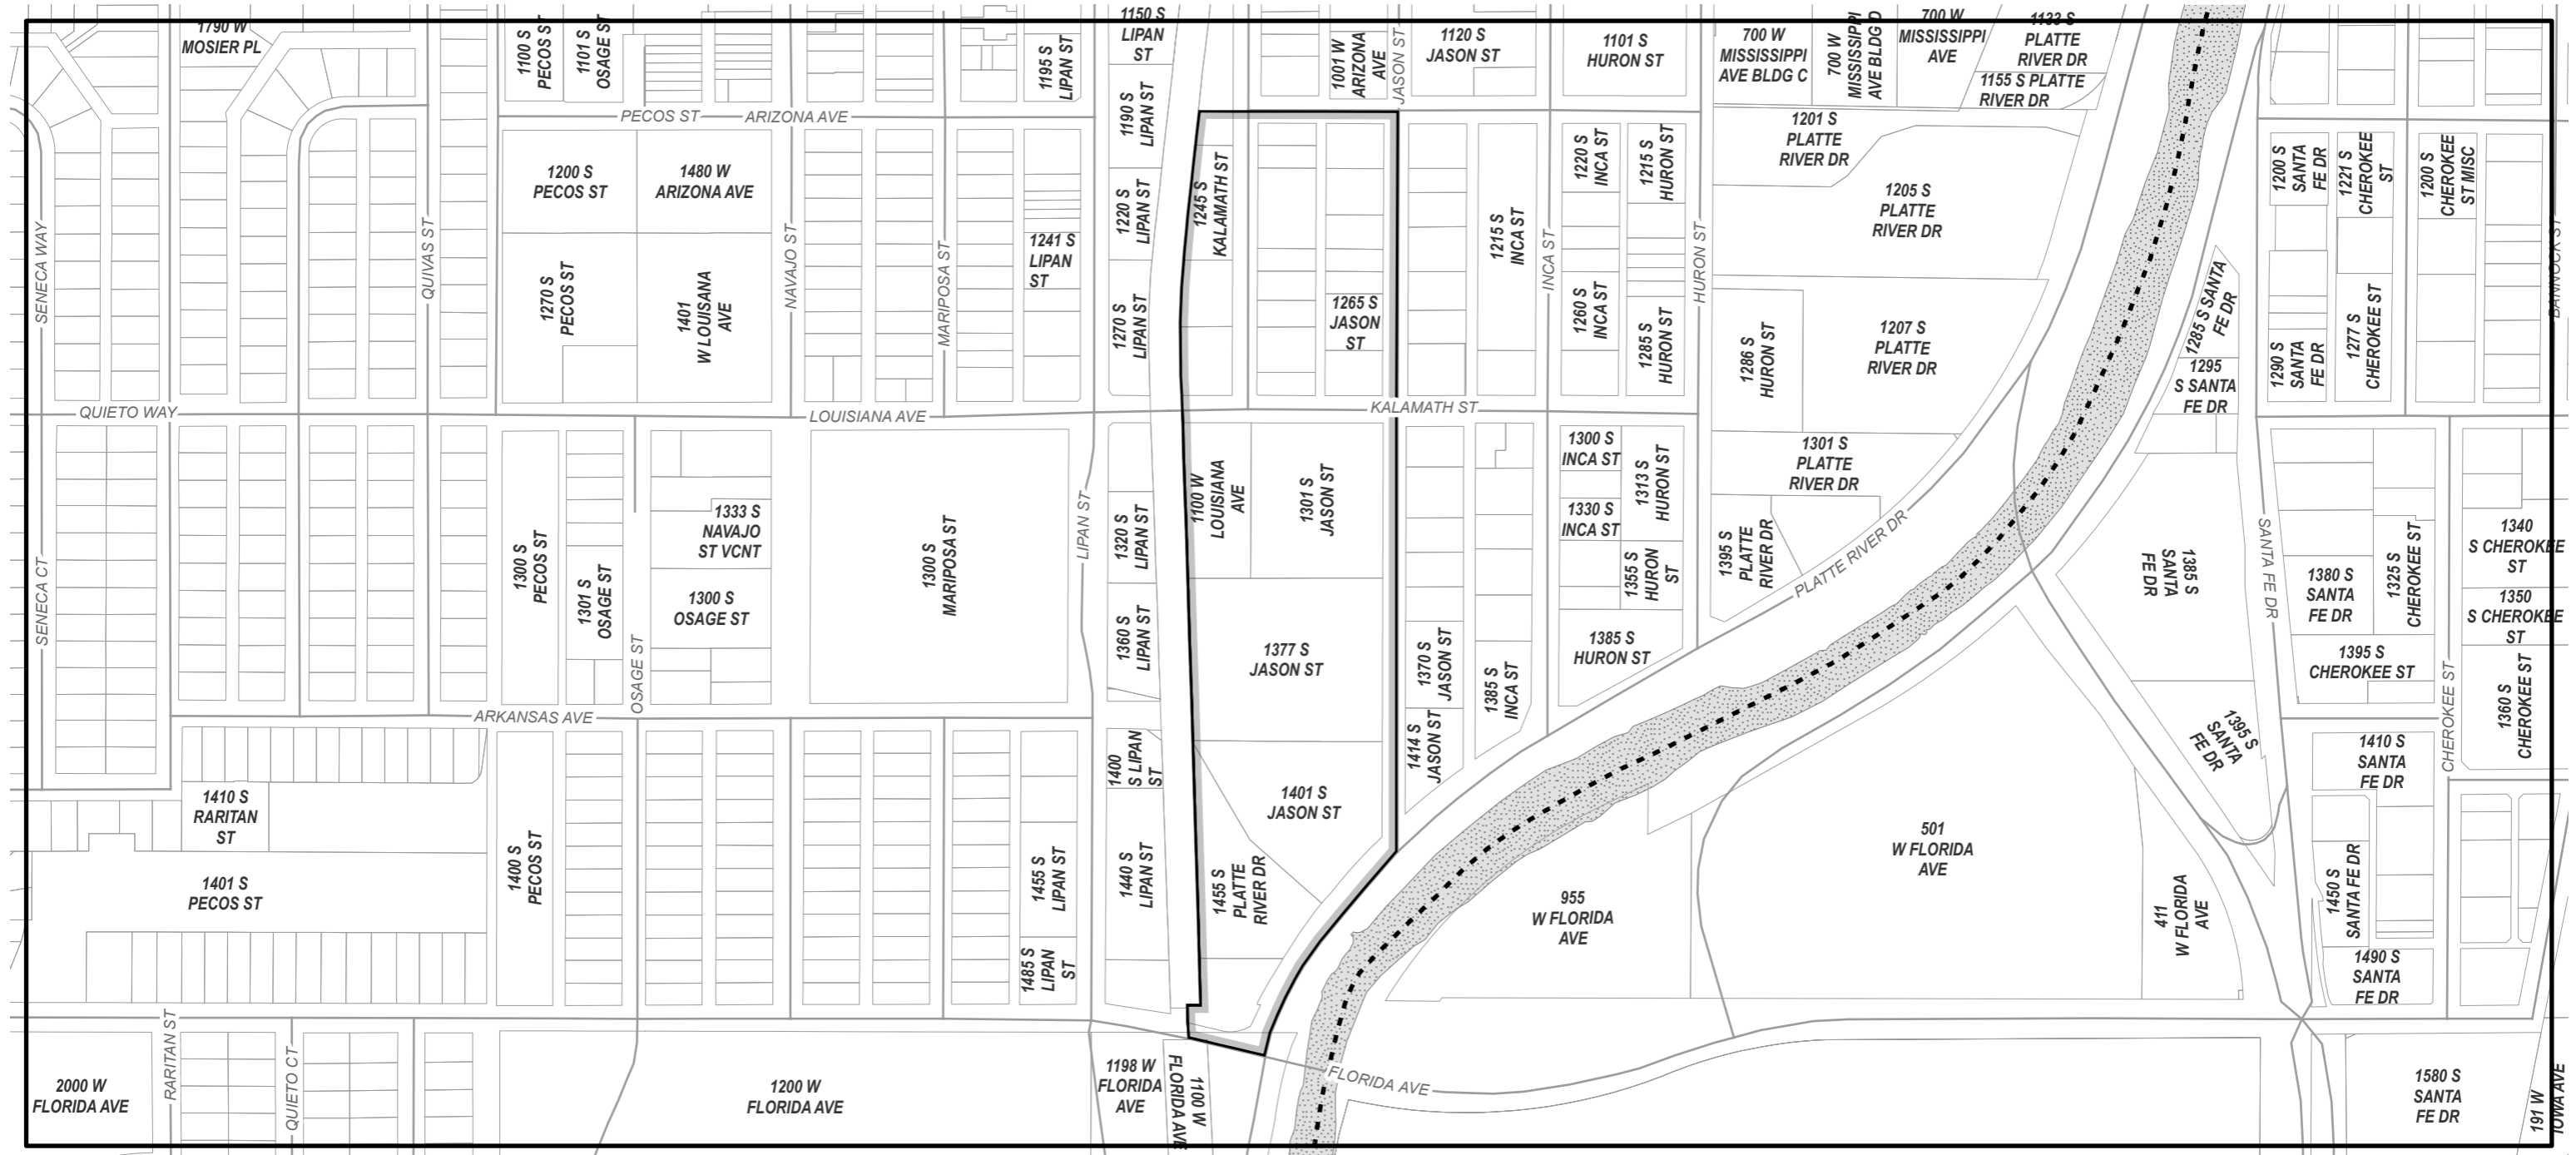 1790 W
MOSIER PL
1100 S
PECOS ST
1101 S
OSAGE ST
1195 S
LIPAN ST
1150 S
LIPAN
ST
1190 S
LIPAN ST
1001 W
ARIZONA
AVE
JASON ST
1120 S
JASON ST
1101 S
HURON ST
700 W
MISSISSIPPI
AVE BLDG C
700 W
MISSISSIPPI
AVE BLDG D
700 W
MISSISSIPPI
AVE
1133 S
PLATTE
RIVER DR
1155 S PLATTE
RIVER DR
PECOS ST
ARIZONA AVE
1200 S
PECOS ST
1480 W
ARIZONA AVE
1220 S
LIPAN ST
1245 S
KALAMATH ST
1215 S
INCA ST
1220 S
INCA ST
1215 S
HURON ST
1201 S
PLATTE
RIVER DR
1205 S
PLATTE
RIVER DR
1200 S
SANTA
FE DR
1221 S
CHEROKEE
ST
1200 S
CHEROKEE
ST MISC
SENECA WAY
QUIVAS ST
NAVAJO ST
MARIPOSA ST
1241 S
LIPAN
ST
INCA ST
HURON ST
BANNOCK ST
1270 S
PECOS ST
1401
W LOUISANA
AVE
1270 S
LIPAN ST
1265 S
JASON
ST
1260 S
INCA ST
1285 S
HURON ST
1286 S
HURON ST
1207 S
PLATTE
RIVER DR
1285 S SANTA
FE DR
1295
S SANTA
FE DR
1290 S
SANTA
FE DR
1277 S
CHEROKEE ST
QUIETO WAY
LOUISIANA AVE
KALAMATH ST
1300 S
PECOS ST
1301 S
OSAGE ST
1333 S
NAVAJO
ST VCNT
1300 S
OSAGE ST
1300 S
MARIPOSA ST
LIPAN ST
1320 S
LIPAN ST
1360 S
LIPAN ST
1100 W
LOUISIANA
AVE
1301 S
JASON ST
1377 S
JASON ST
1370 S
JASON ST
1385 S
INCA ST
1300 S
INCA ST
1330 S
INCA ST
1313 S
HURON ST
1355 S
HURON
ST
1385 S
HURON ST
1301 S
PLATTE
RIVER DR
1395 S
PLATTE
RIVER DR
PLATTE RIVER DR
1385 S
SANTA
FE DR
SANTA FE DR
1380 S
SANTA
FE DR
1325 S
CHEROKEE ST
1395 S
CHEROKEE ST
1340
S CHEROKEE
ST
1350
S CHEROKEE
ST
1360 S
CHEROKEE ST
SENECA CT
OSAGE ST
ARKANSAS AVE
CHEROKEE ST
1410 S
RARITAN
ST
1401 S
PECOS ST
1400 S
PECOS ST
1455 S
LIPAN ST
1485 S
LIPAN
ST
1400
S LIPAN
ST
1440 S
LIPAN ST
1401 S
JASON ST
1414 S
JASON ST
1455 S
PLATTE
RIVER DR
955
W FLORIDA
AVE
501
W FLORIDA
AVE
411
W FLORIDA
AVE
1395 S
SANTA
FE DR
1410 S
SANTA
FE DR
1450 S
SANTA FE DR
1490 S
SANTA
FE DR
2000 W
FLORIDA AVE
RARITAN ST
QUIETO CT
1200 W
FLORIDA AVE
1198 W
FLORIDA
AVE
1100 W
FLORIDA AVE
FLORIDA AVE
1580 S
SANTA
FE DR
191 W
IOWA AVE